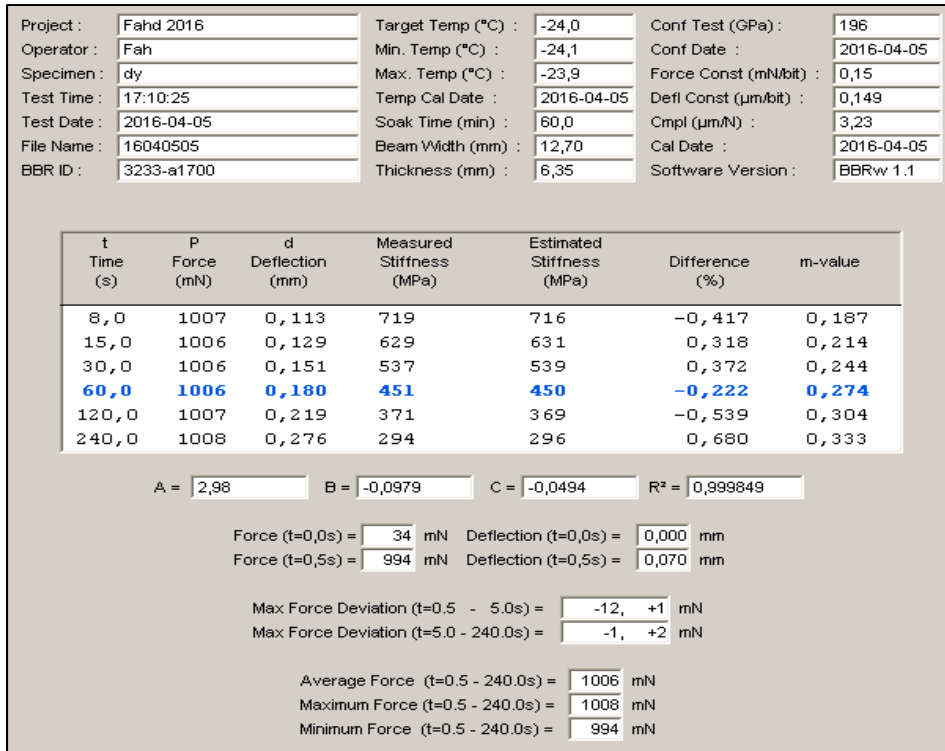 Project : Fahd 2016 Target Temp (°C) : -24,0 Conf Test (GPa) : 196
Operator : Fah Min. Temp (°C) : -24,1 Conf Date : 2016-04-05
Specimen : dy Max. Temp (°C) : -23,9 Force Const (mN/bit) : 0,15
Test Time : 17:10:25 Temp Cal Date : 2016-04-05 Defl Const (µm/bit) : 0,149
Test Date : 2016-04-05 Soak Time (min) : 60,0 Cmpl (µm/N) : 3,23
File Name : 16040505 Beam Width (mm) : 12,70 Cal Date : 2016-04-05
BBR ID : 3233-a1700 Thickness (mm) : 6,35 Software Version : BBRw 1.1
t P d Measured Estimated
Time Force Deflection Stiffness Stiffness Difference m-value
(s) (mN) (mm) (MPa) (MPa) (%)
8,0 1007 0,113 719 716 -0,417 0,187
15,0 1006 0,129 629 631 0,318 0,214
30,0 1006 0,151 537 539 0,372 0,244
60,0 1006 0,180 451 450 -0,222 0,274
120,0 1007 0,219 371 369 -0,539 0,304
240,0 1008 0,276 294 296 0,680 0,333
A = 2,98 B = -0,0979 C = -0,0494 R² = 0,999849
Force (t=0,0s) = 34 mN Deflection (t=0,0s) = 0,000 mm
Force (t=0,5s) = 994 mN Deflection (t=0,5s) = 0,070 mm
Max Force Deviation (t=0.5 - 5.0s) = -12, +1 mN
Max Force Deviation (t=5.0 - 240.0s) = -1, +2 mN
Average Force (t=0.5 - 240.0s) = 1006 mN
Maximum Force (t=0.5 - 240.0s) = 1008 mN
Minimum Force (t=0.5 - 240.0s) = 994 mN